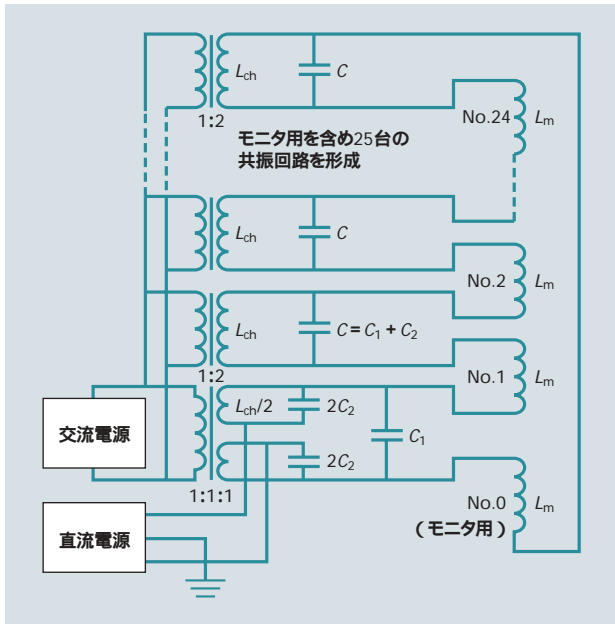 Lch
C
1:2
No.24
Lm
モニタ用を含め25台の
共振回路を形成
Lch
C
No.2
Lm
Lch
C = C1 + C2
1:2
No.1
Lm
Lch/2
2C2
C1
交流電源
2C2
1:1:1
No.0
Lm
(モニタ用)
直流電源